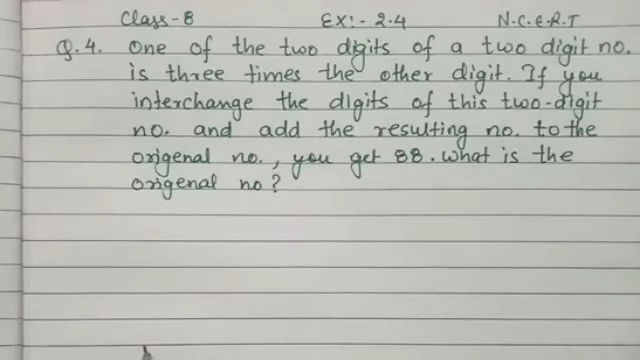 Class-8 EX:- 2.4 N.C.E.R.T
Q.4. One of the two digits of a two digit no.
is three times the other digit. If you
interchange the digits of this two-digit
no. and add the resulting no. to the
origenal no., you get 88. What is the
origenal no?